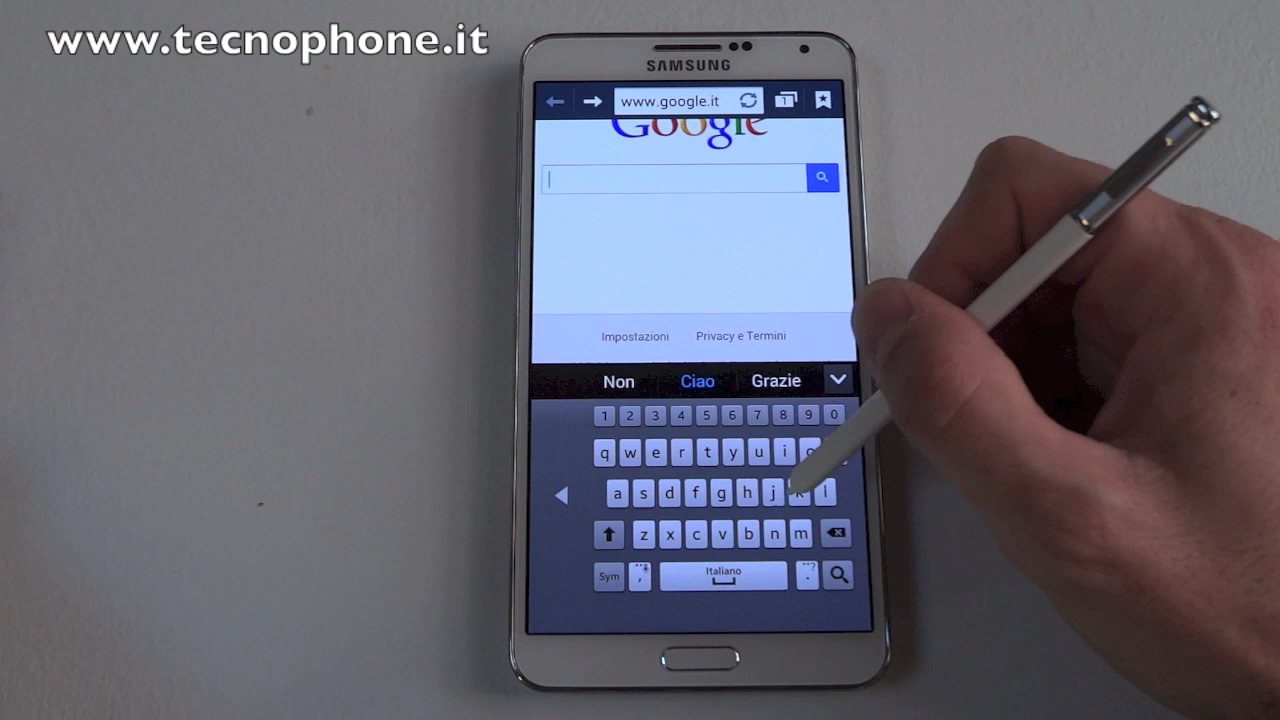 www.tecnophone.it
SAMSUNG
www.google.it 1
Google
Impostazioni Privacy e Termini
Non Ciao Grazie
1 2 3 4 5 6 7 8 9 0
q w e r t y u i
a s d f g h j k l
z x c v b n m
Sym , Italiano . ?